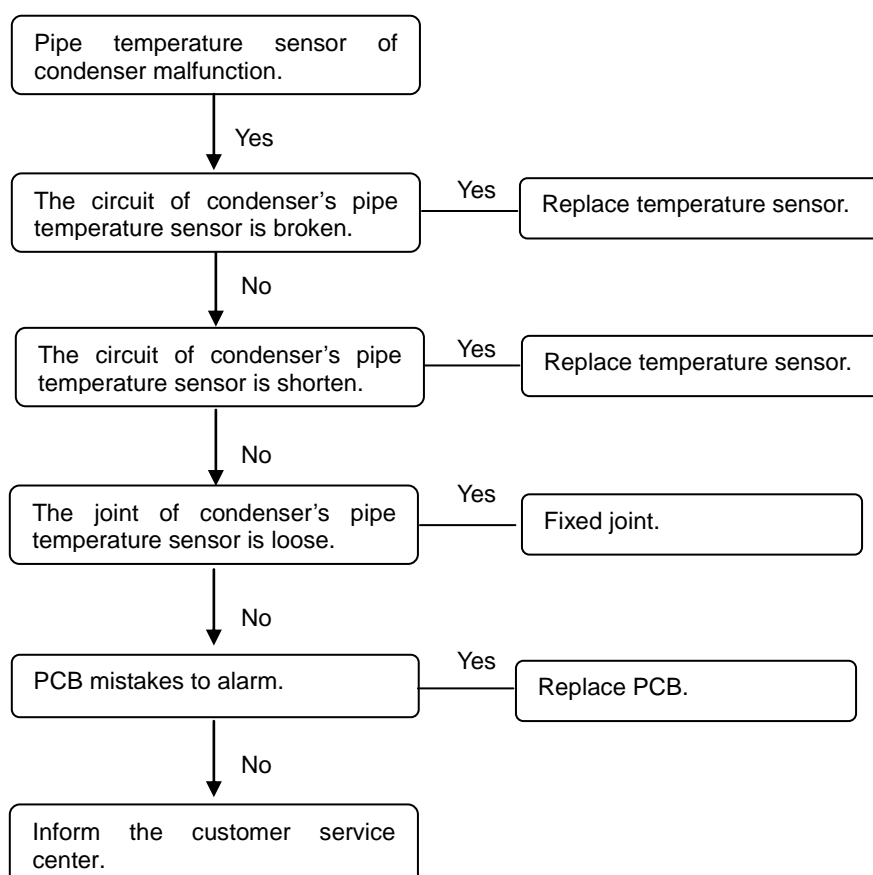 Pipe temperature sensor of
condenser malfunction.
Yes
The circuit of condenser’s pipe
temperature sensor is broken.
Yes
Replace temperature sensor.
No
The circuit of condenser’s pipe
temperature sensor is shorten.
Yes
Replace temperature sensor.
No
The joint of condenser’s pipe
temperature sensor is loose.
Yes
Fixed joint.
No
PCB mistakes to alarm.
Yes
Replace PCB.
No
Inform the customer service
center.